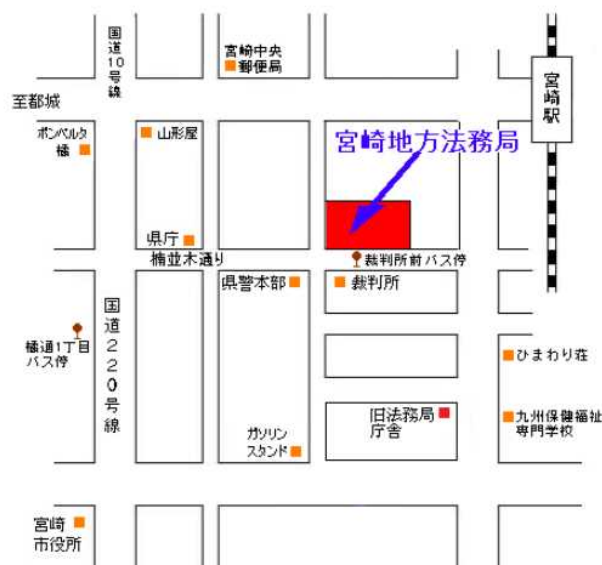 国道10号線
宮崎中央
郵便局
宮崎駅
至都城
ボンベルタ
橘
山形屋
宮崎地方法務局
県庁
楠並木通り
裁判所前バス停
県警本部
裁判所
国道220号線
橘通1丁目
バス停
ひまわり荘
旧法務局
庁舎
九州保健福祉
専門学校
ガソリン
スタンド
宮崎
市役所